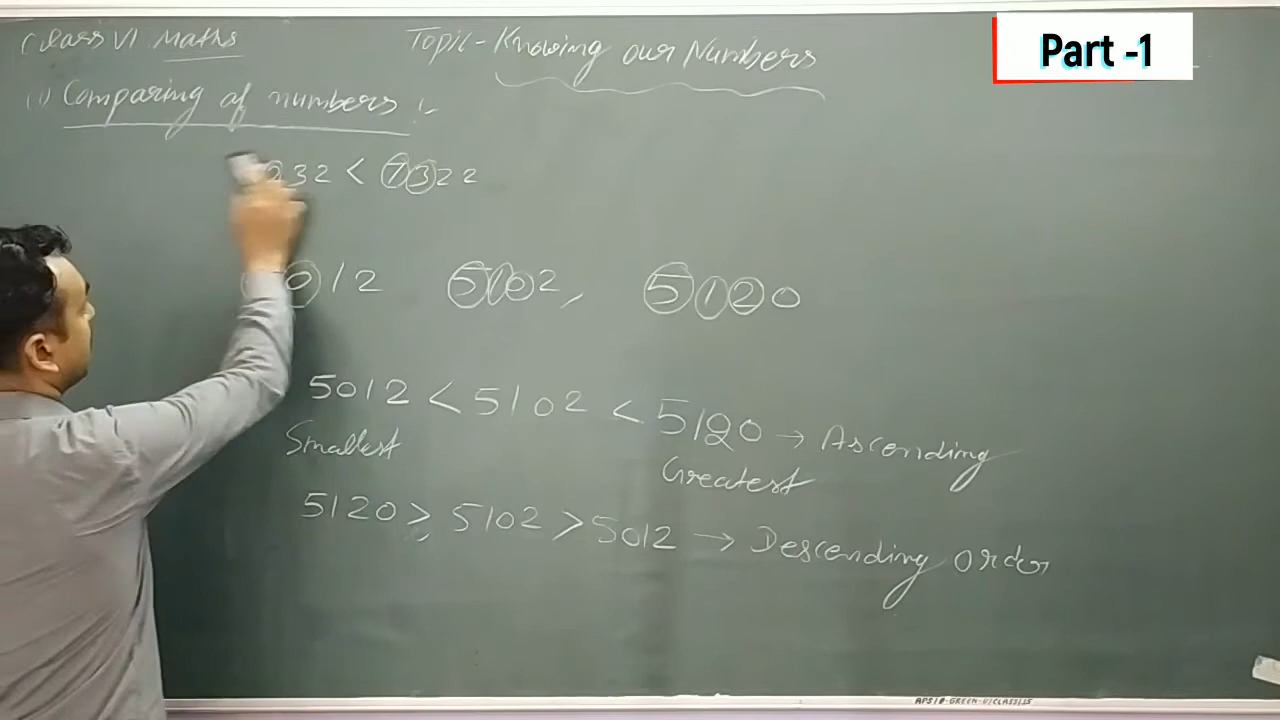 Class VI Maths Topic - Knowing our Numbers
Part -1
(1) Comparing of numbers :-
232 < 7322
012 5102, 5120
5012 < 5102 < 5120 → Ascending
Smallest Greatest
5120 > 5102 > 5012 → Descending order